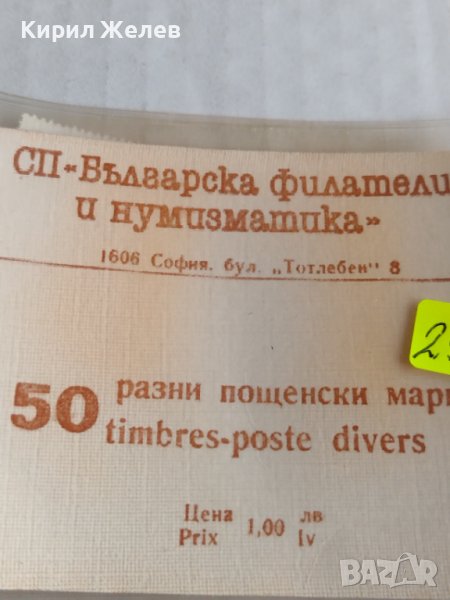 Кирил Желев
СП „Българска филатели
и нумизматика"
1606 София, бул. „Тотлебен" 8
50 разни пощенски мар
timbres-poste divers
Цена 1,00 лв
Prix lv
BAZAR